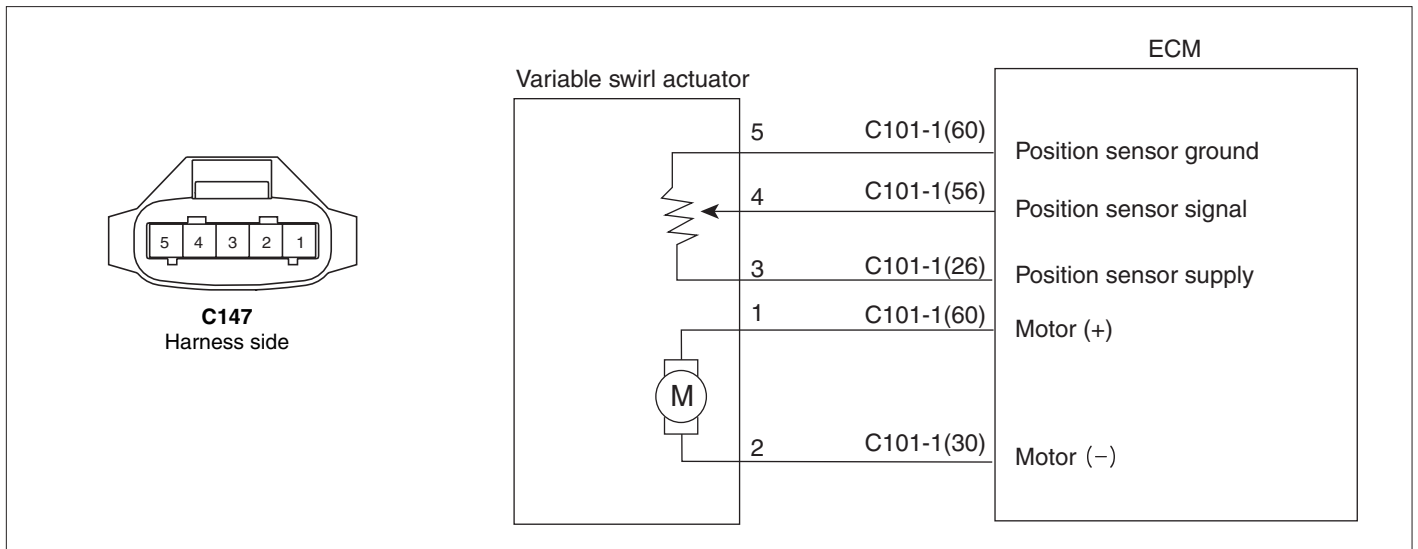 ECM
Variable swirl actuator
5 C101-1(60) Position sensor ground
4 C101-1(56) Position sensor signal
3 C101-1(26) Position sensor supply
1 C101-1(60) Motor (+)
M
2 C101-1(30) Motor (−)
5 4 3 2 1
C147
Harness side